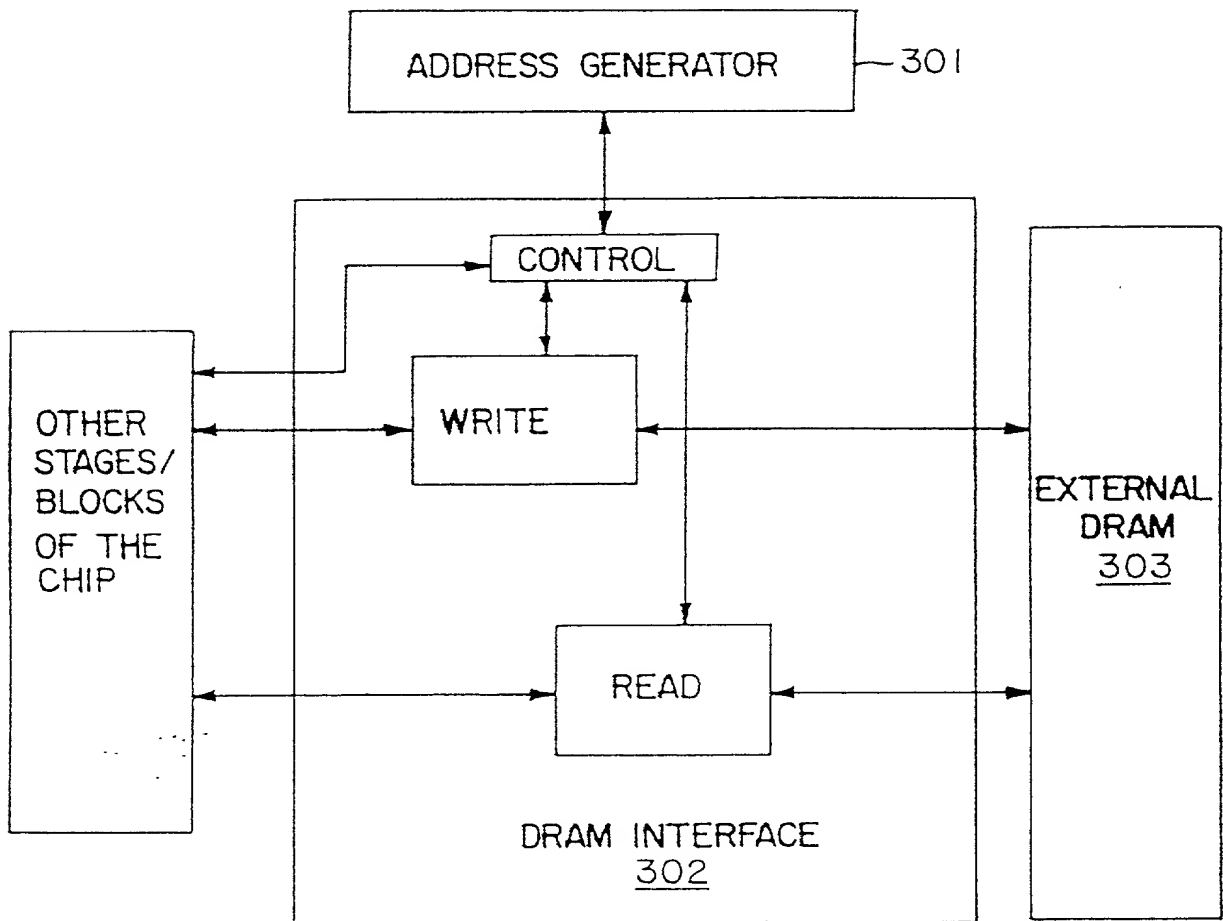 ADDRESS GENERATOR
301
CONTROL
WRITE
OTHER
STAGES/
BLOCKS
OF THE
CHIP
EXTERNAL
DRAM
303
READ
DRAM INTERFACE
302